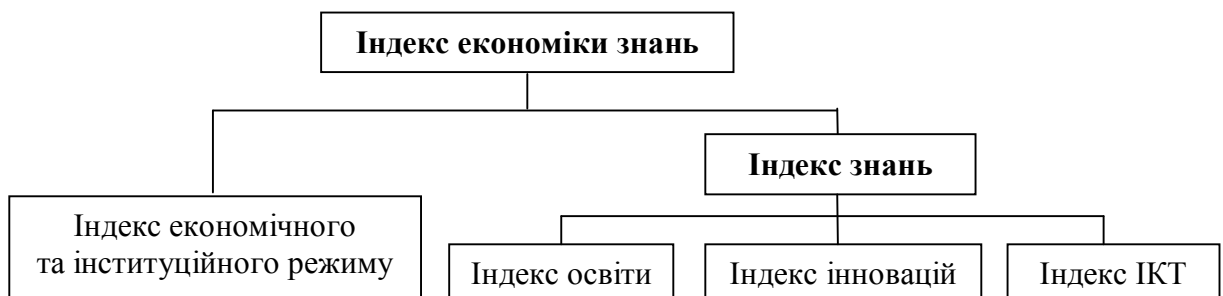 Індекс економіки знань
Індекс знань
Індекс економічного
та інституційного режиму
Індекс освіти
Індекс інновацій
Індекс ІКТ